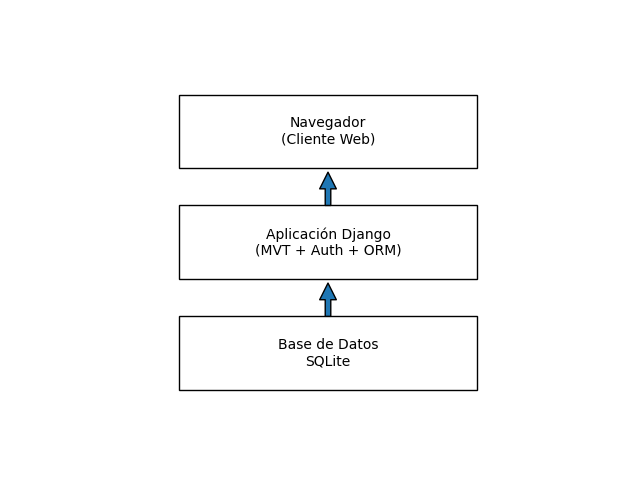 Navegador
(Cliente Web)
Aplicación Django
(MVT + Auth + ORM)
Base de Datos
SQLite